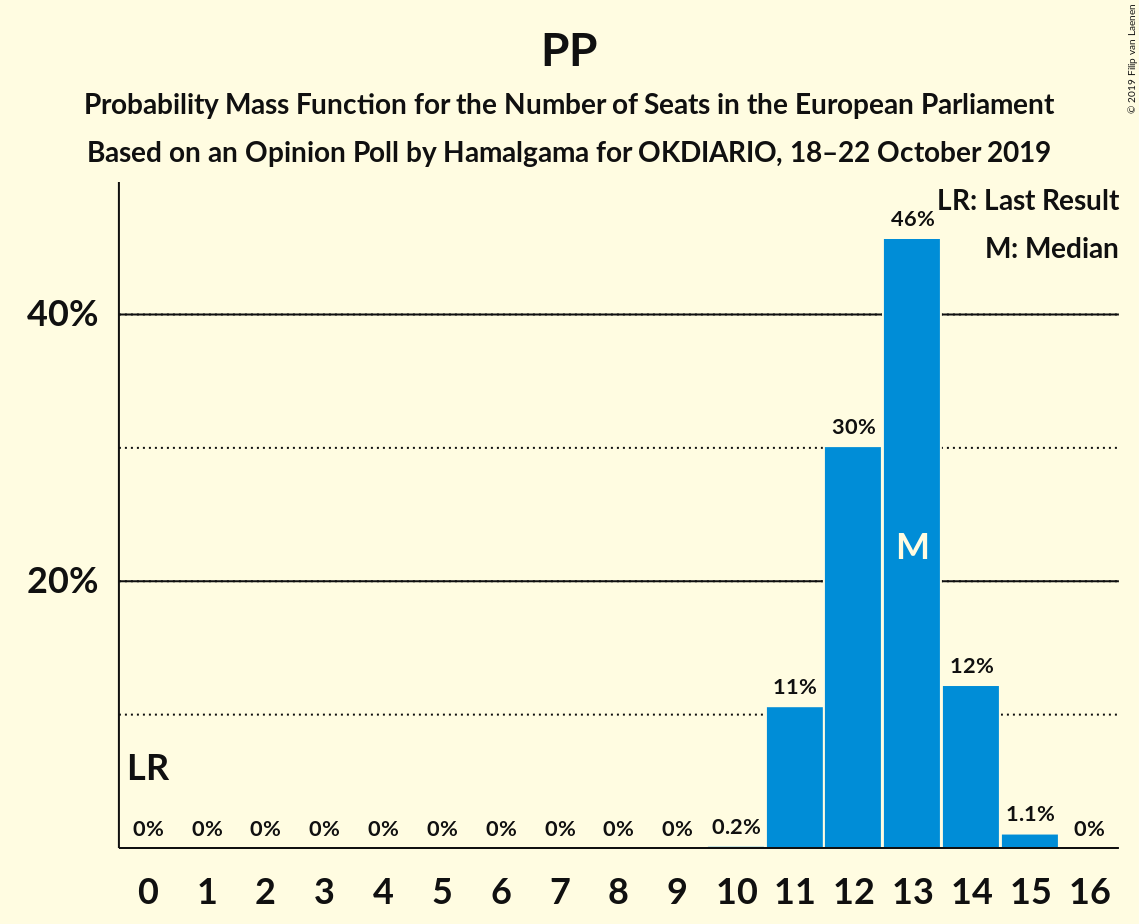 PP
Probability Mass Function for the Number of Seats in the European Parliament
Based on an Opinion Poll by Hamalgama for OKDIARIO, 18–22 October 2019
© 2019 Filip van Laenen
LR: Last Result
M: Median
46%
40%
30%
M
20%
12%
11%
LR
0% 0% 0% 0% 0% 0% 0% 0% 0% 0% 0.2% 1.1% 0%
0 1 2 3 4 5 6 7 8 9 10 11 12 13 14 15 16